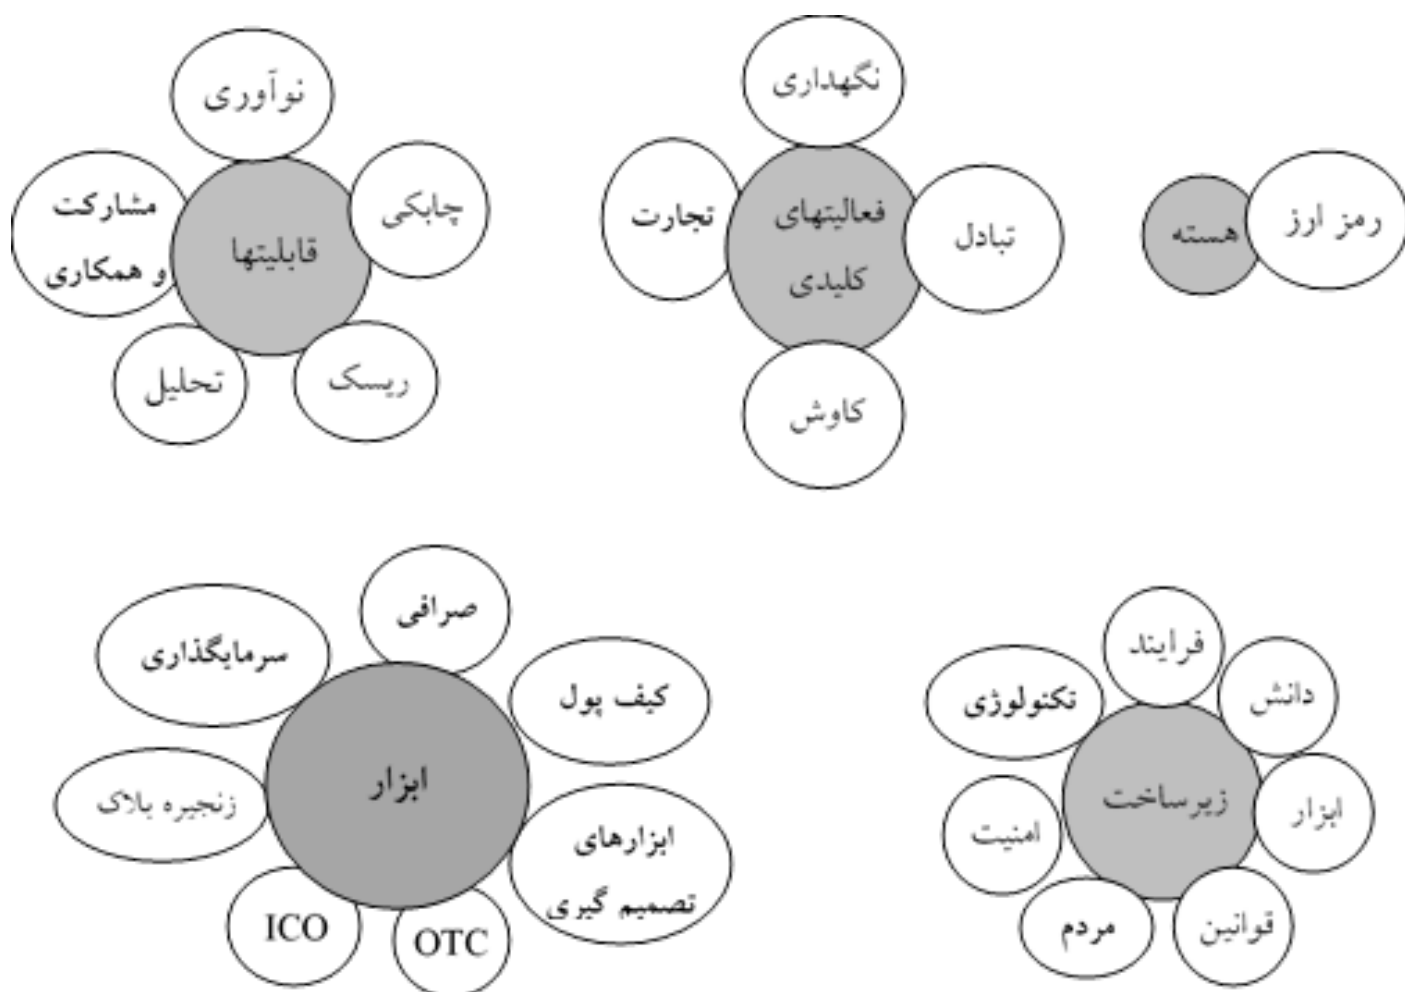 رمز ارز
هسته
نگهداری
تجارت
فعالیتهای
کلیدی
تبادل
کاوش
نوآوری
چابکی
مشارکت
و همکاری
قابلیتها
ریسک
تحلیل
فرایند
دانش
تکنولوژی
زیرساخت
ابزار
امنیت
قوانین
مردم
صرافی
سرمایگذاری
کیف پول
ابزار
زنجیره بلاک
ابزارهای
تصمیم گیری
ICO
OTC